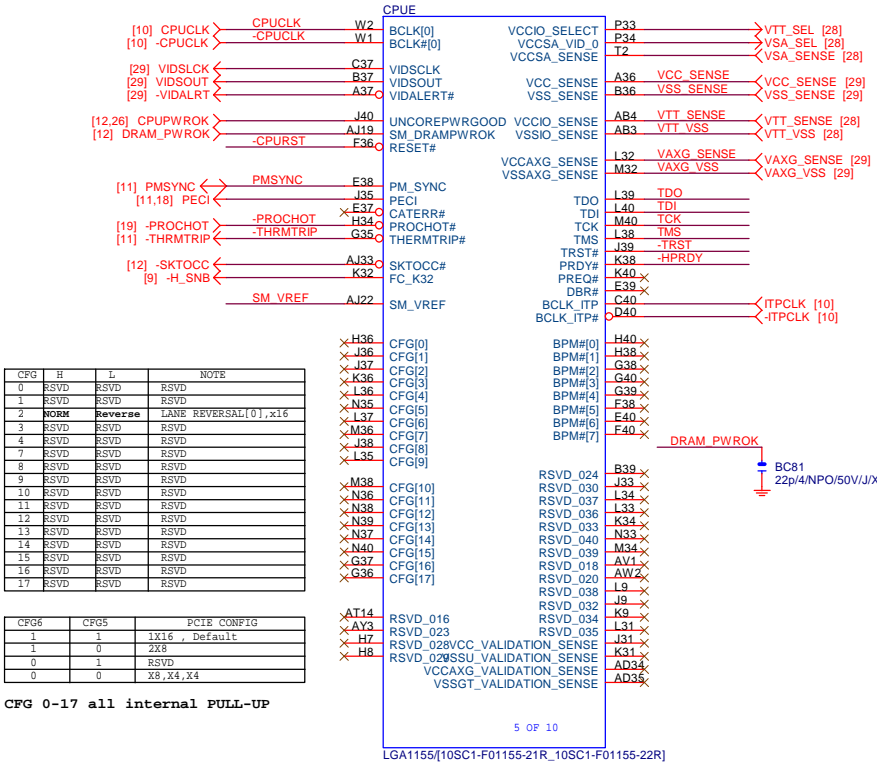 CPUE
[10] CPUCLK CPUCLK W2 BCLK[0] VCCIO_SELECT P33 VTT_SEL [28]
[10] -CPUCLK -CPUCLK W1 BCLK#[0] VCCSA_VID_0 P34 VSA_SEL [28]
VCCSA_SENSE T2 VSA_SENSE [28]
[29] VIDSLCK C37 VIDSCLK
[29] VIDSOUT B37 VIDSOUT VCC_SENSE A36 VCC_SENSE VCC_SENSE [29]
[29] -VIDALRT A37 VIDALERT# VSS_SENSE B36 VSS_SENSE VSS_SENSE [29]
[12,26] CPUPWROK J40 UNCOREPWRGOOD VCCIO_SENSE AB4 VTT_SENSE VTT_SENSE [28]
[12] DRAM_PWROK AJ19 SM_DRAMPWROK VSSIO_SENSE AB3 VTT_VSS VTT_VSS [28]
-CPURST F36 RESET#
VCCAXG_SENSE L32 VAXG_SENSE VAXG_SENSE [29]
VSSAXG_SENSE M32 VAXG_VSS VAXG_VSS [29]
[11] PMSYNC PMSYNC E38 PM_SYNC
[11,18] PECI J35 PECI TDO L39 TDO
E37 CATERR# TDI L40 TDI
[19] -PROCHOT -PROCHOT H34 PROCHOT# TCK M40 TCK
[11] -THRMTRIP -THRMTRIP G35 THERMTRIP# TMS L38 TMS
TRST# J39 -TRST
[12] -SKTOCC AJ33 SKTOCC# PRDY# K38 -HPRDY
[9] -H_SNB K32 FC_K32 PREQ# K40
DBR# E39
SM_VREF AJ22 SM_VREF BCLK_ITP C40 ITPCLK [10]
BCLK_ITP# D40 -ITPCLK [10]
H36 CFG[0] BPM#[0] H40
J36 CFG[1] BPM#[1] H38
J37 CFG[2] BPM#[2] G38
K36 CFG[3] BPM#[3] G40
L36 CFG[4] BPM#[4] G39
N35 CFG[5] BPM#[5] F38
L37 CFG[6] BPM#[6] E40
M36 CFG[7] BPM#[7] F40
J38 CFG[8]
L35 CFG[9]
DRAM_PWROK
BC81
22p/4/NPO/50V/J/X
M38 CFG[10] RSVD_024 B39
N36 CFG[11] RSVD_030 J33
N38 CFG[12] RSVD_037 L34
N39 CFG[13] RSVD_036 L33
N37 CFG[14] RSVD_033 K34
N40 CFG[15] RSVD_040 N33
G37 CFG[16] RSVD_039 M34
G36 CFG[17] RSVD_018 AV1
RSVD_020 AW2
RSVD_038 L9
RSVD_032 J9
AT14 RSVD_016 RSVD_034 K9
AY3 RSVD_023 RSVD_035 L31
H7 RSVD_028 VCC_VALIDATION_SENSE J31
H8 RSVD_029 VSSU_VALIDATION_SENSE K31
VCCAXG_VALIDATION_SENSE AD34
VSSGT_VALIDATION_SENSE AD35
5 OF 10
LGA1155/[10SC1-F01155-21R_10SC1-F01155-22R]
CFG H L NOTE
0 RSVD RSVD RSVD
1 RSVD RSVD RSVD
2 NORM Reverse LANE REVERSAL[0],x16
3 RSVD RSVD RSVD
4 RSVD RSVD RSVD
7 RSVD RSVD RSVD
8 RSVD RSVD RSVD
9 RSVD RSVD RSVD
10 RSVD RSVD RSVD
11 RSVD RSVD RSVD
12 RSVD RSVD RSVD
13 RSVD RSVD RSVD
14 RSVD RSVD RSVD
15 RSVD RSVD RSVD
16 RSVD RSVD RSVD
17 RSVD RSVD RSVD
CFG6 CFG5 PCIE CONFIG
1 1 1X16 , Default
1 0 2X8
0 1 RSVD
0 0 X8,X4,X4
CFG 0-17 all internal PULL-UP